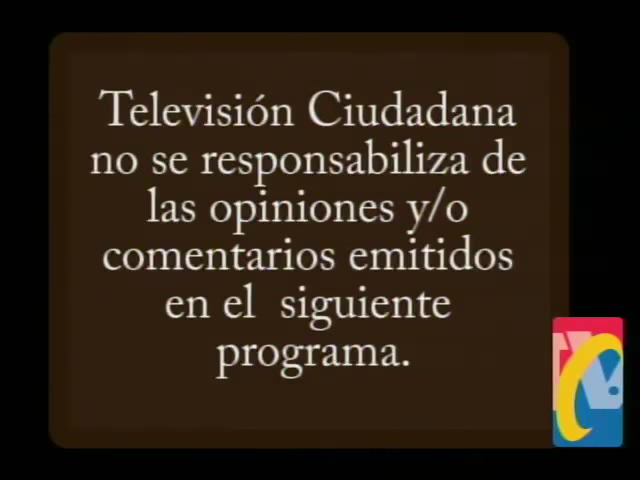 Televisión Ciudadana
no se responsabiliza de
las opiniones y/o
comentarios emitidos
en el siguiente
programa.